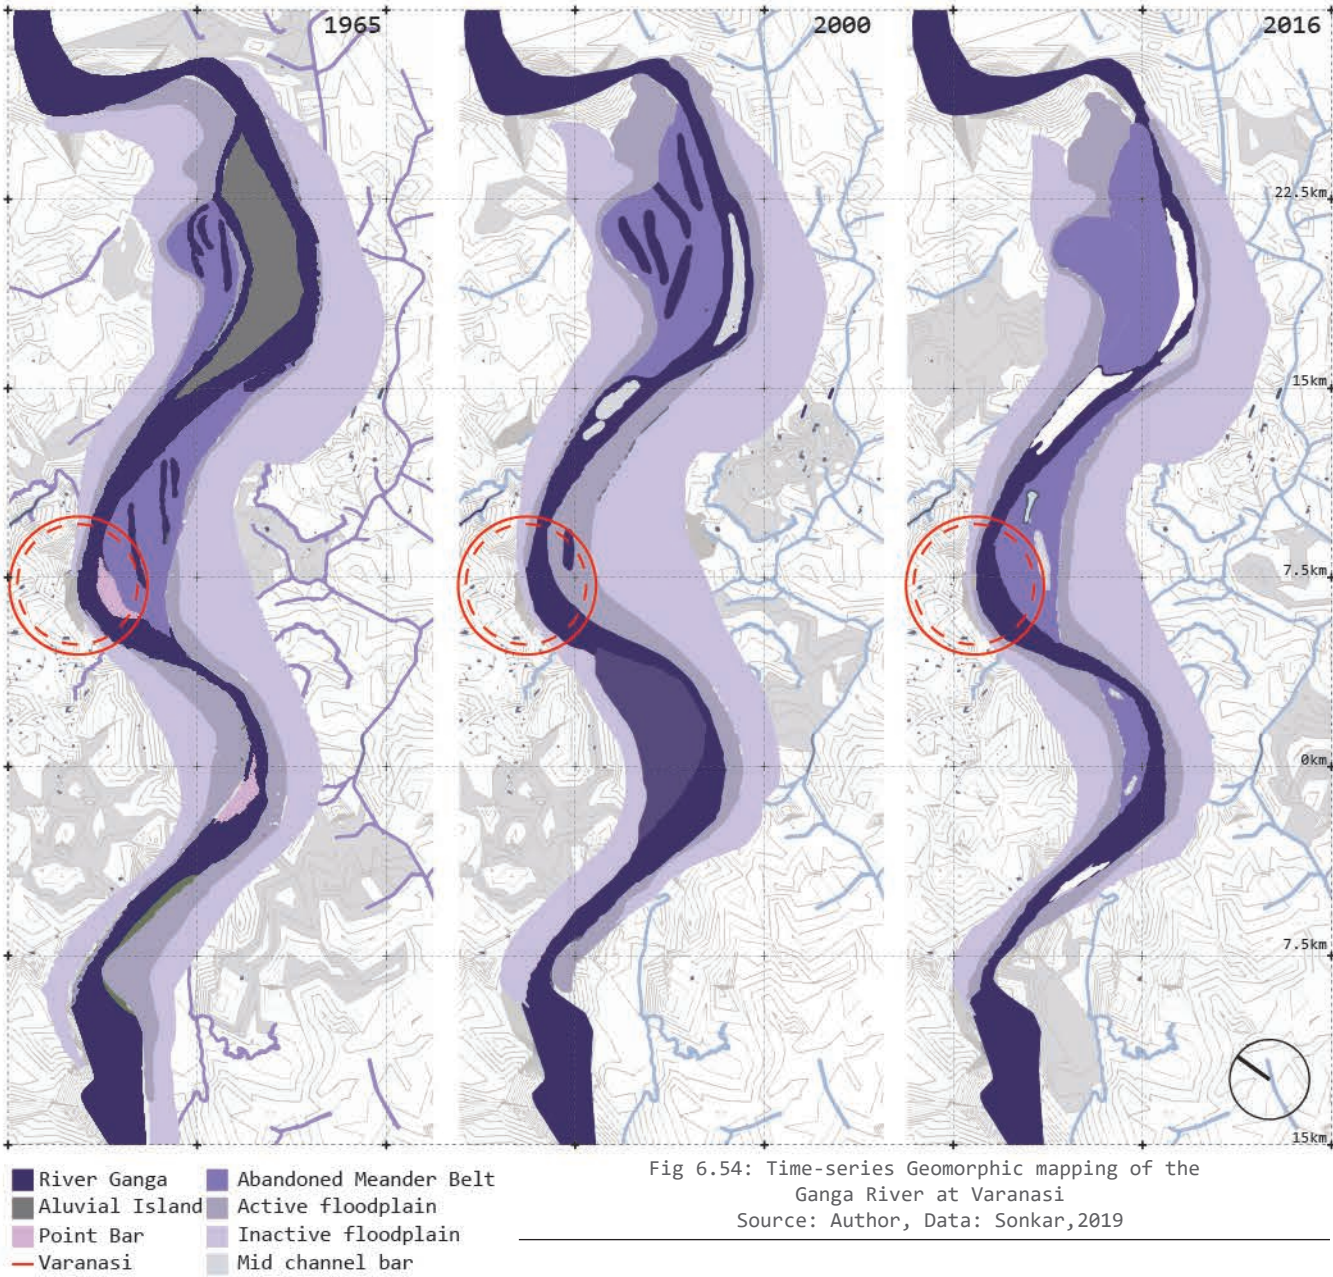 1965
2000
2016
22.5km
15km
7.5km
0km
7.5km
15km
River Ganga
Aluvial Island
Point Bar
Varanasi
Abandoned Meander Belt
Active floodplain
Inactive floodplain
Mid channel bar
Fig 6.54: Time-series Geomorphic mapping of the
Ganga River at Varanasi
Source: Author, Data: Sonkar,2019